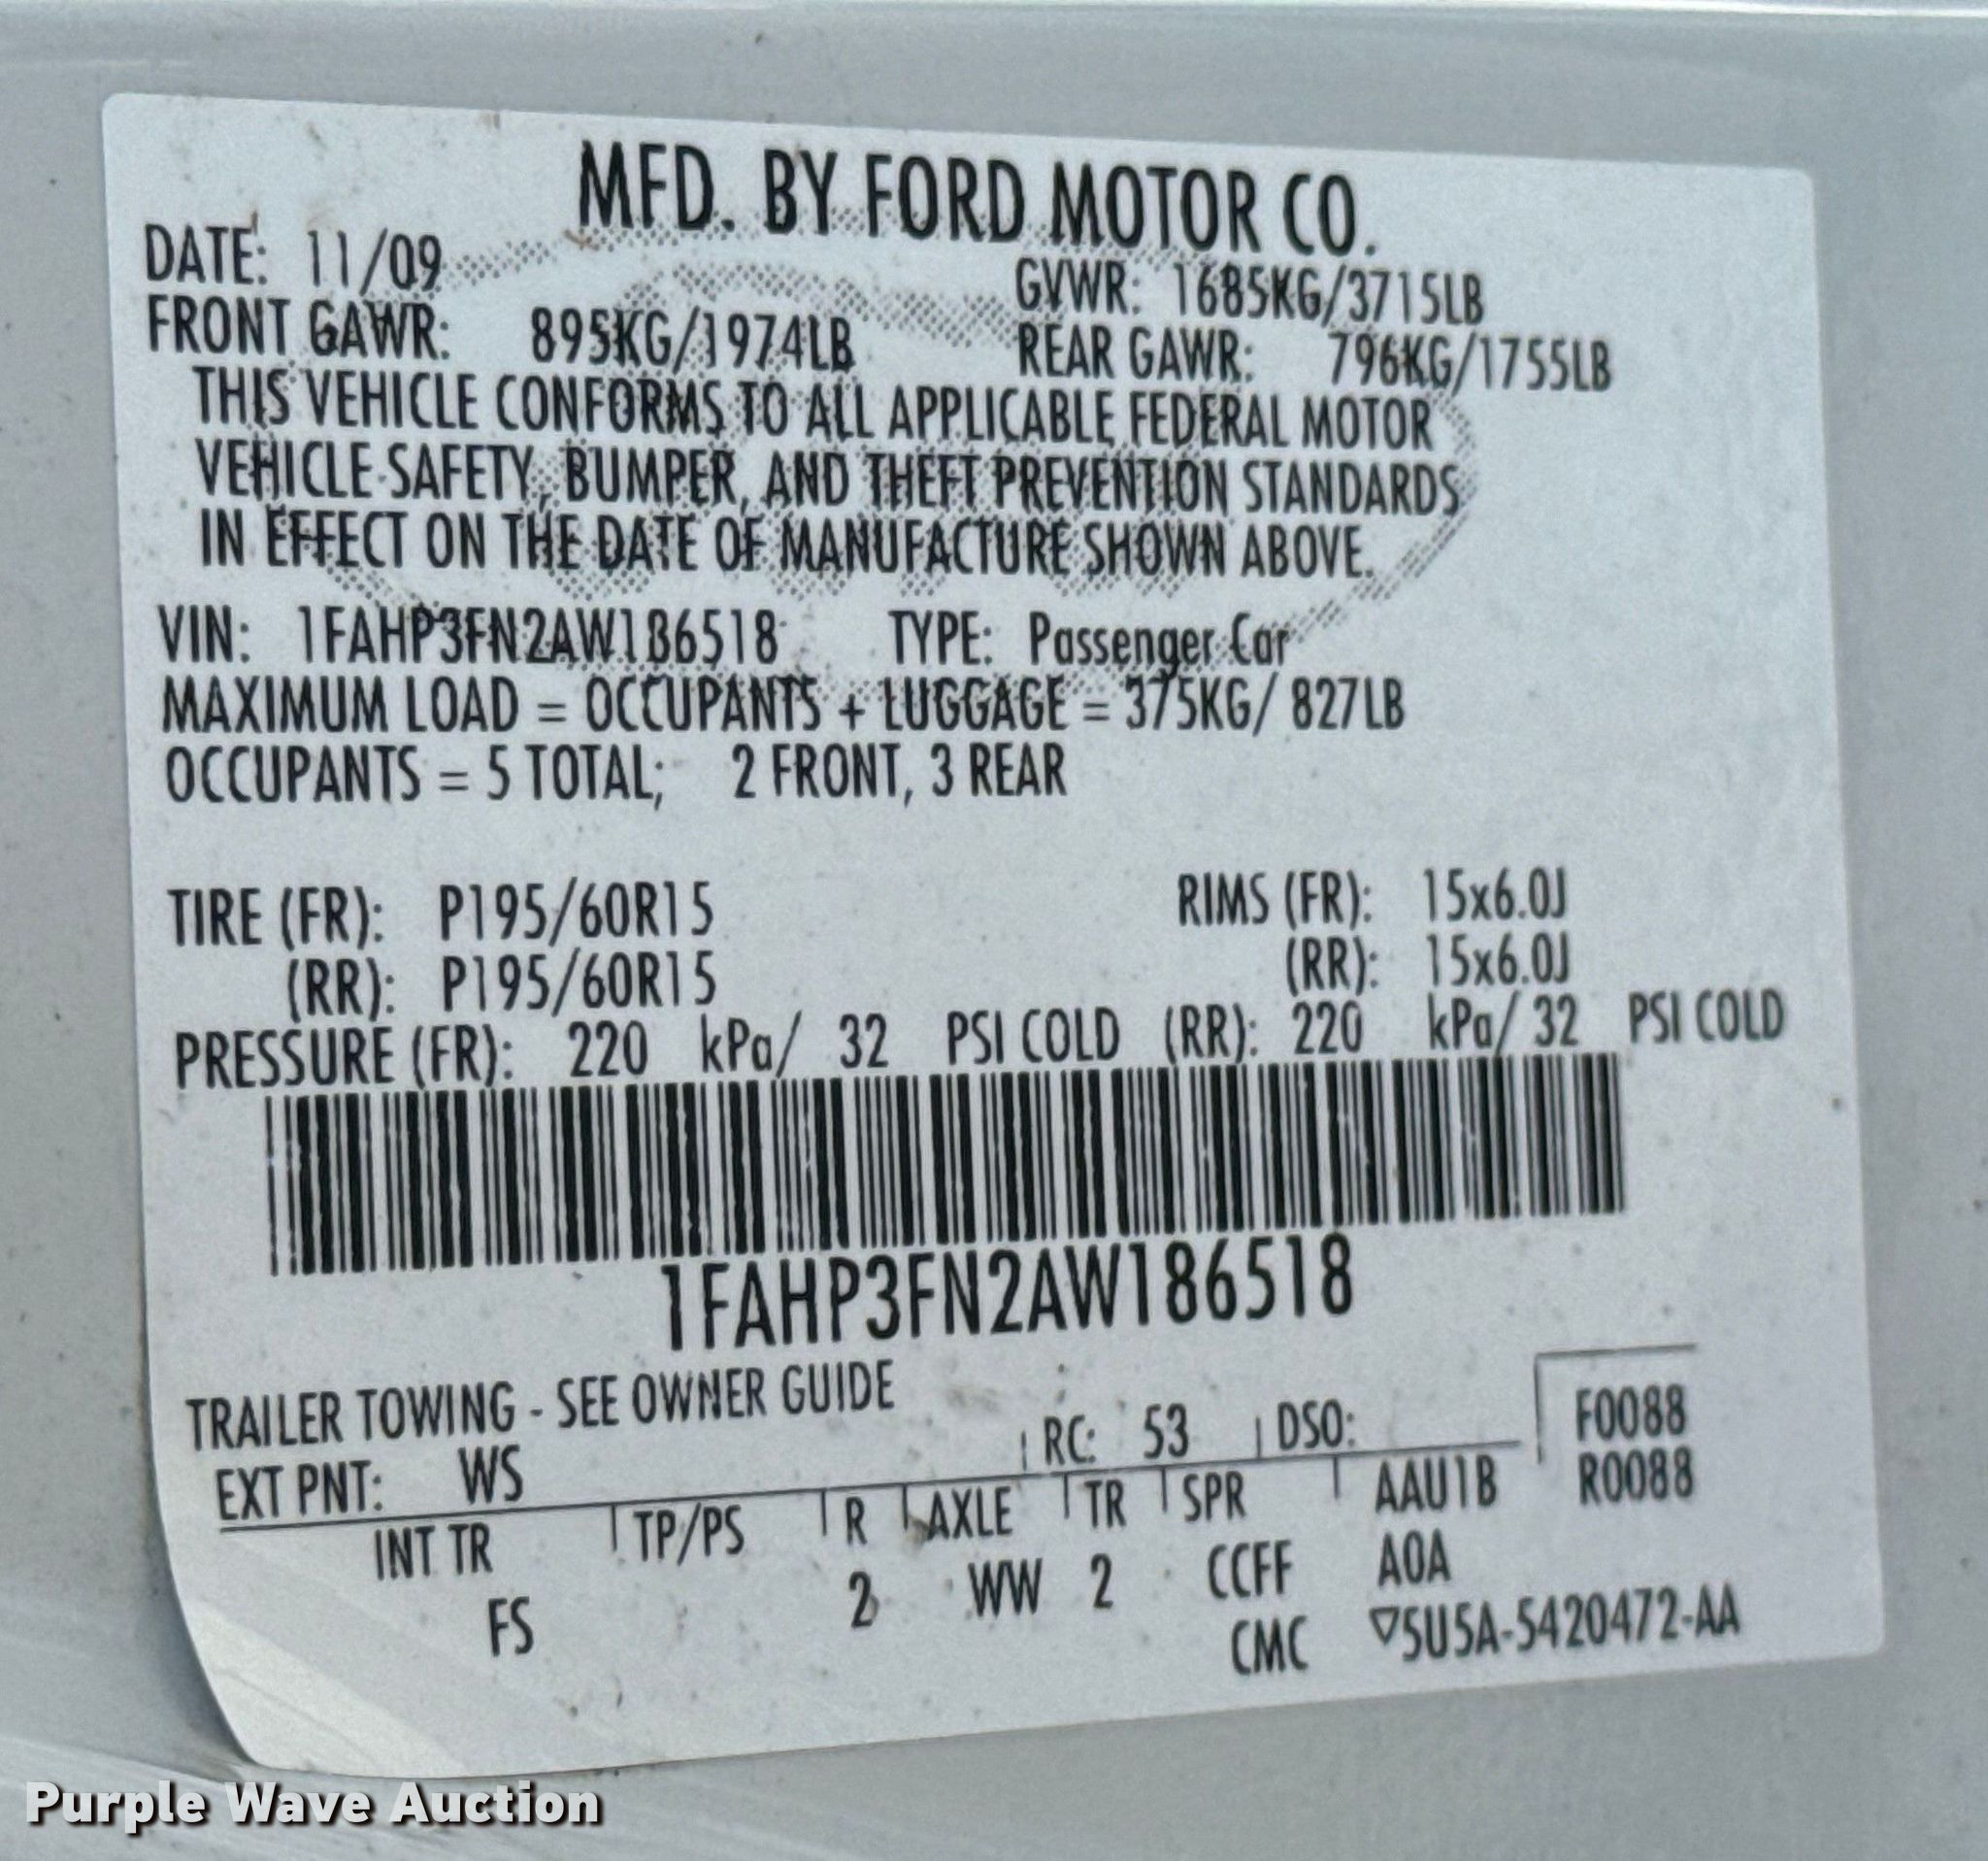 MFD. BY FORD MOTOR CO.
DATE: 11/09 GVWR: 1685KG/3715LB
FRONT GAWR: 895KG/1974LB REAR GAWR: 796KG/1755LB
THIS VEHICLE CONFORMS TO ALL APPLICABLE FEDERAL MOTOR
VEHICLE SAFETY, BUMPER, AND THEFT PREVENTION STANDARDS
IN EFFECT ON THE DATE OF MANUFACTURE SHOWN ABOVE.
VIN: 1FAHP3FN2AW186518 TYPE: Passenger Car
MAXIMUM LOAD = OCCUPANTS + LUGGAGE = 375KG/ 827LB
OCCUPANTS = 5 TOTAL; 2 FRONT, 3 REAR
TIRE (FR): P195/60R15 RIMS (FR): 15x6.0J
(RR): P195/60R15 (RR): 15x6.0J
PRESSURE (FR): 220 kPa/ 32 PSI COLD (RR): 220 kPa/ 32 PSI COLD
1FAHP3FN2AW186518
TRAILER TOWING - SEE OWNER GUIDE
EXT PNT: WS RC: 53 DSO: F0088
INT TR TP/PS R AXLE TR SPR AAU1B R0088
FS 2 WW 2 CCFF A0A
CMC ▽5U5A-5420472-AA
Purple Wave Auction